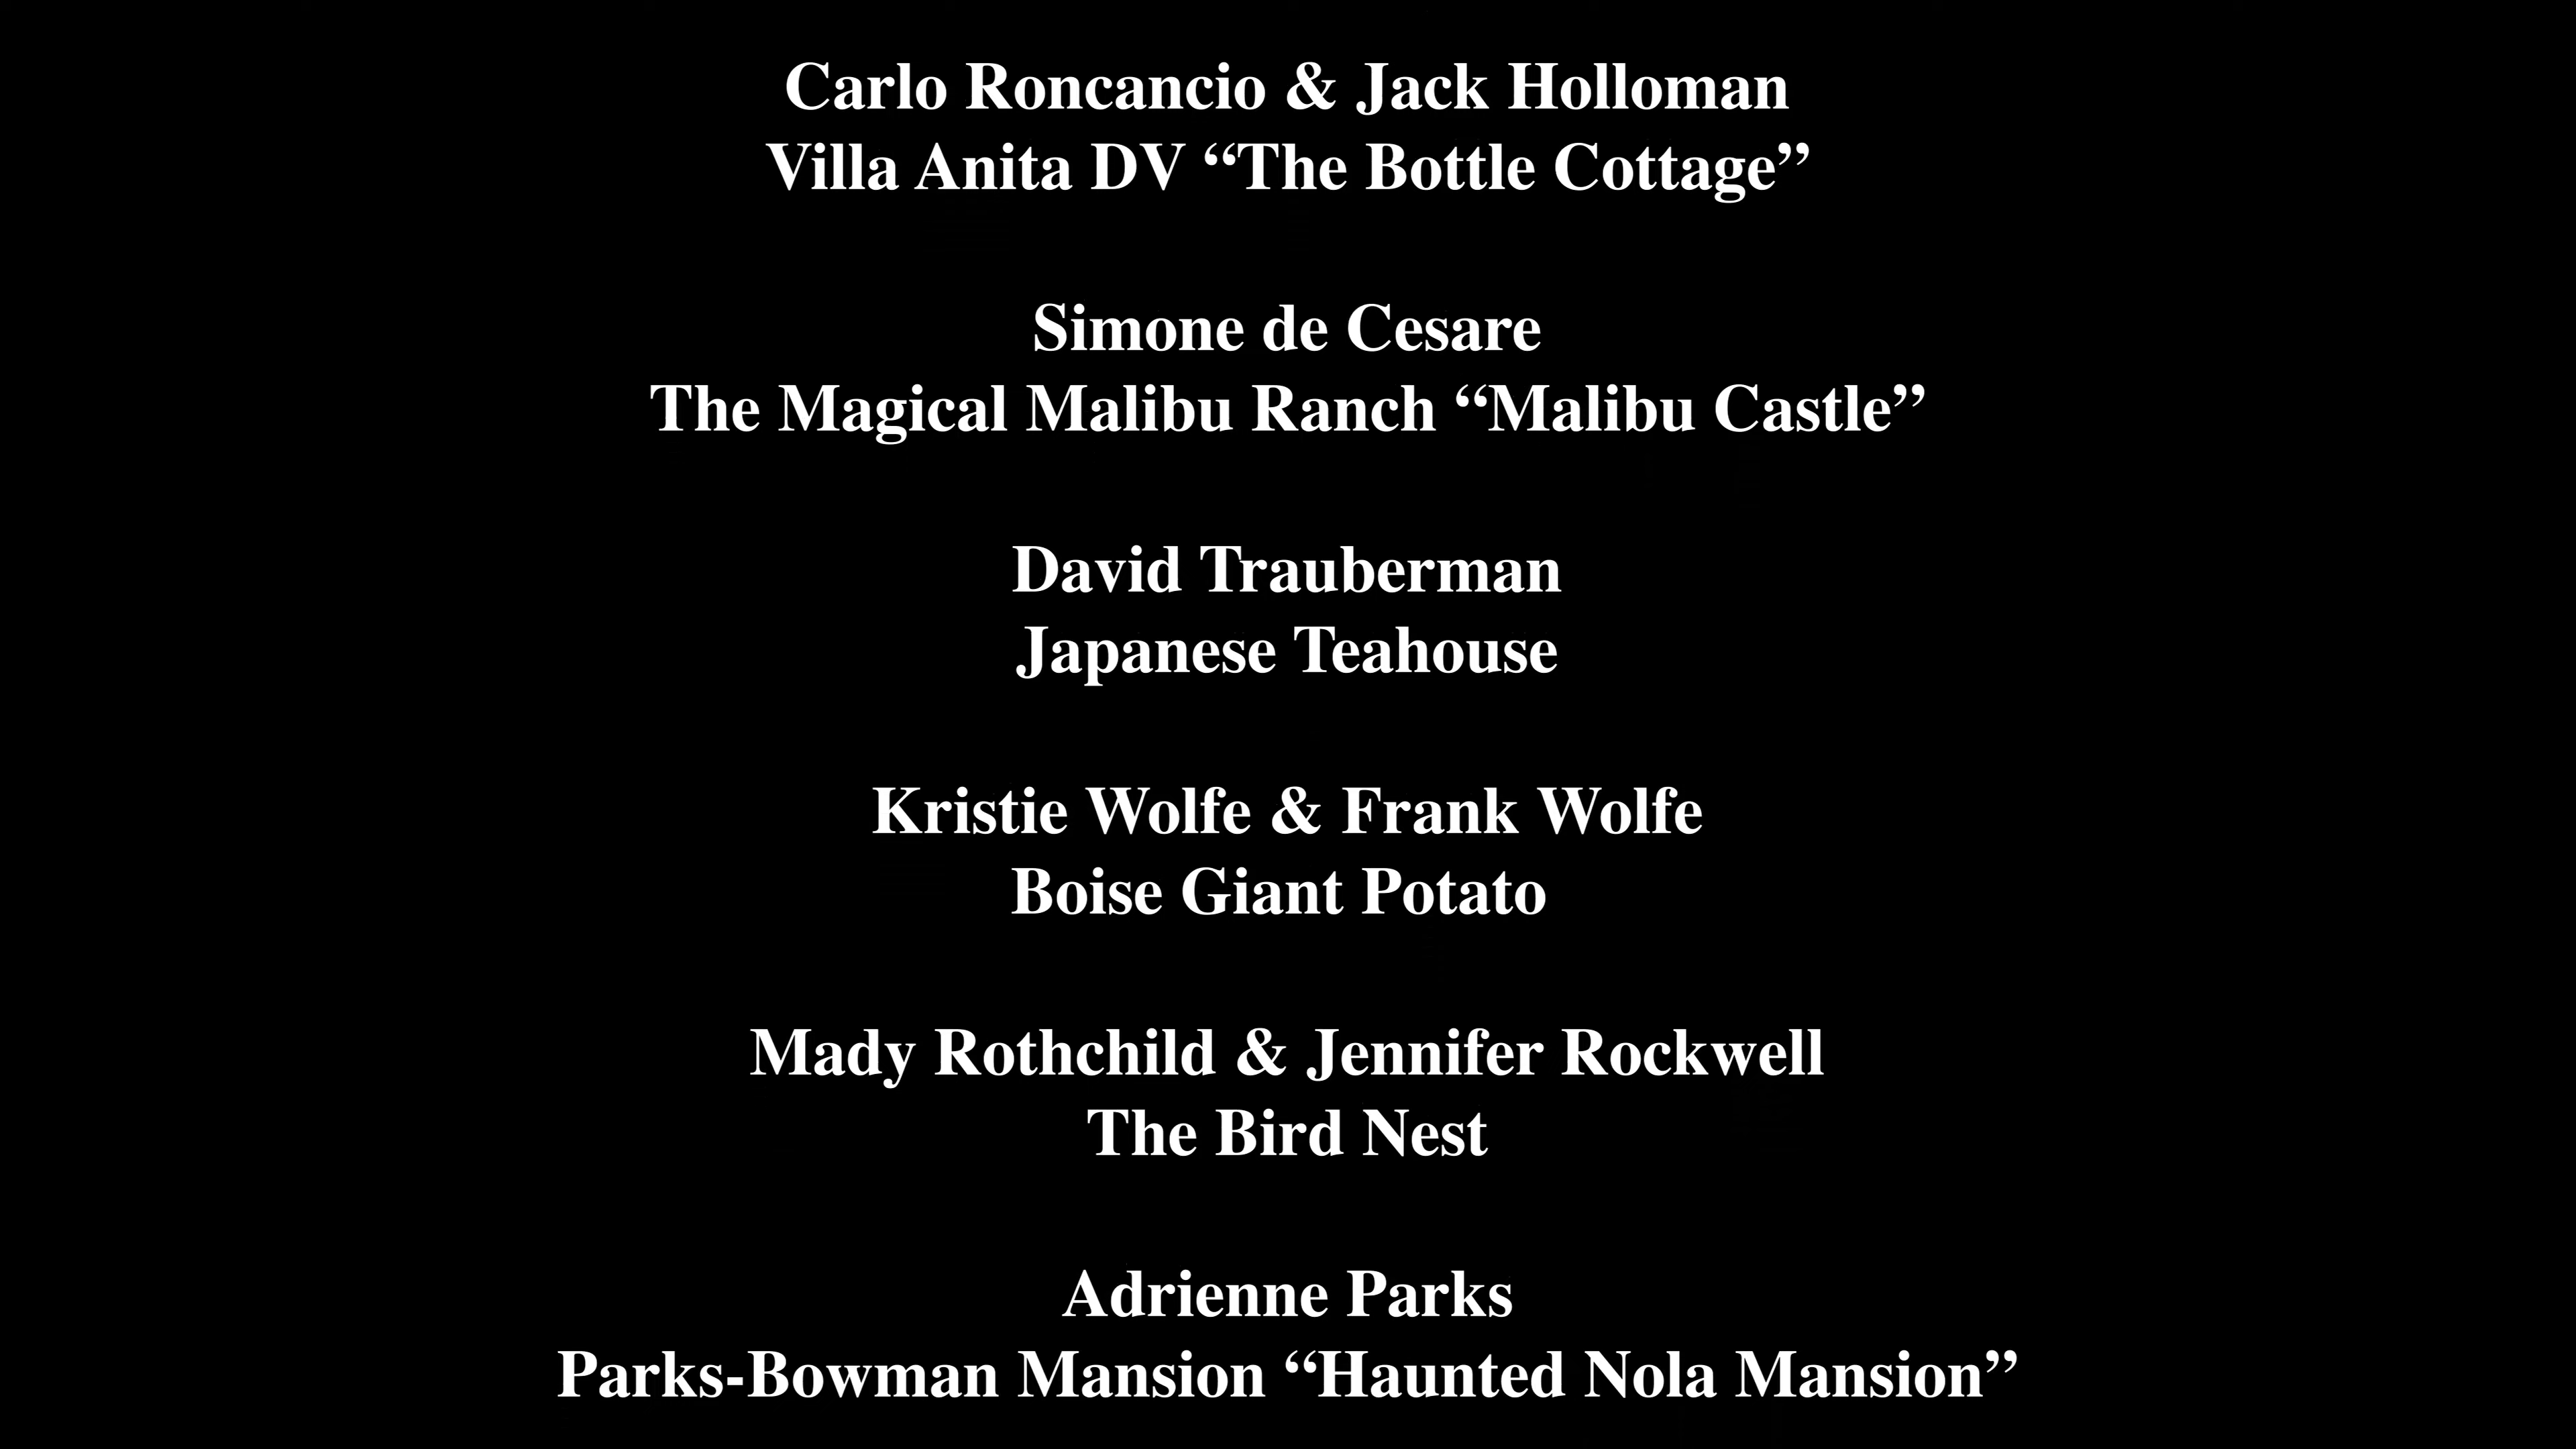 Carlo Roncancio & Jack Holloman
Villa Anita DV “The Bottle Cottage”
Simone de Cesare
The Magical Malibu Ranch “Malibu Castle”
David Trauberman
Japanese Teahouse
Kristie Wolfe & Frank Wolfe
Boise Giant Potato
Mady Rothchild & Jennifer Rockwell
The Bird Nest
Adrienne Parks
Parks-Bowman Mansion “Haunted Nola Mansion”